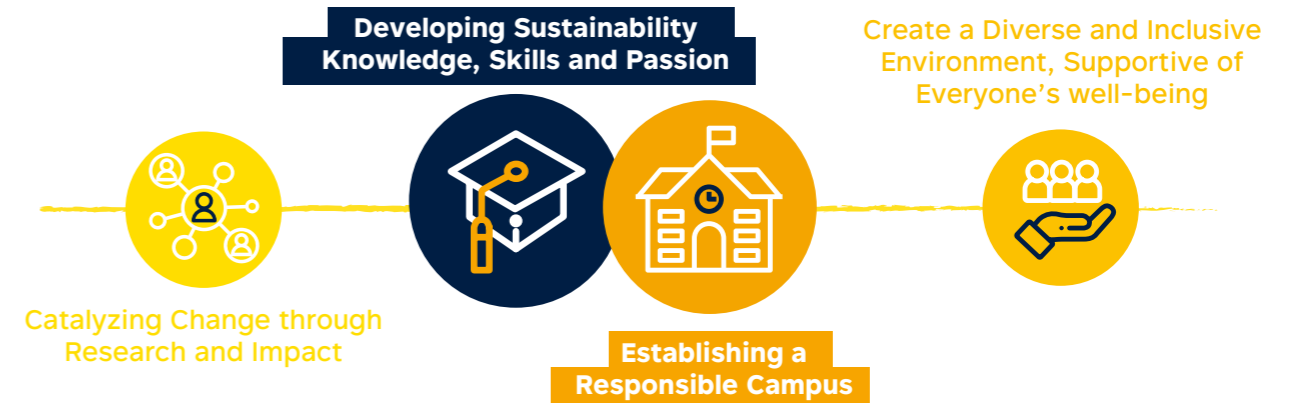 Developing Sustainability
Knowledge, Skills and Passion
Create a Diverse and Inclusive
Environment, Supportive of
Everyone’s well-being
Catalyzing Change through
Research and Impact
Establishing a
Responsible Campus